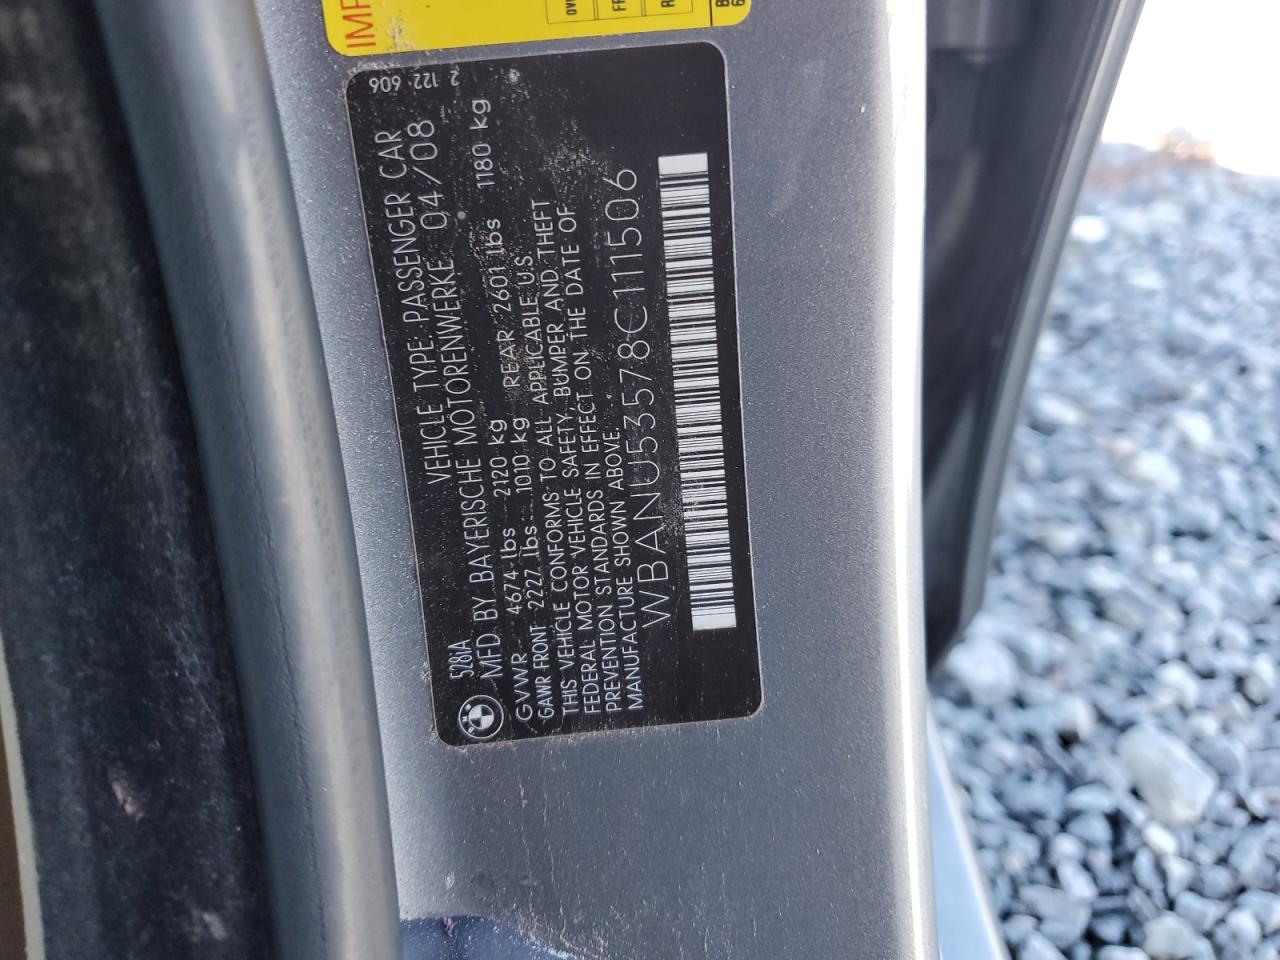 528IA
2 122 606
VEHICLE TYPE: PASSENGER CAR
MFD BY BAYERISCHE MOTORENWERKE 04/08
GVWR 4674 lbs 2120 kg
GAWR FRONT 2227 lbs 1010 kg REAR 2601 lbs 1180 kg
THIS VEHICLE CONFORMS TO ALL APPLICABLE U.S.
FEDERAL MOTOR VEHICLE SAFETY, BUMPER AND THEFT
PREVENTION STANDARDS IN EFFECT ON THE DATE OF
MANUFACTURE SHOWN ABOVE
WBANU53578C111506